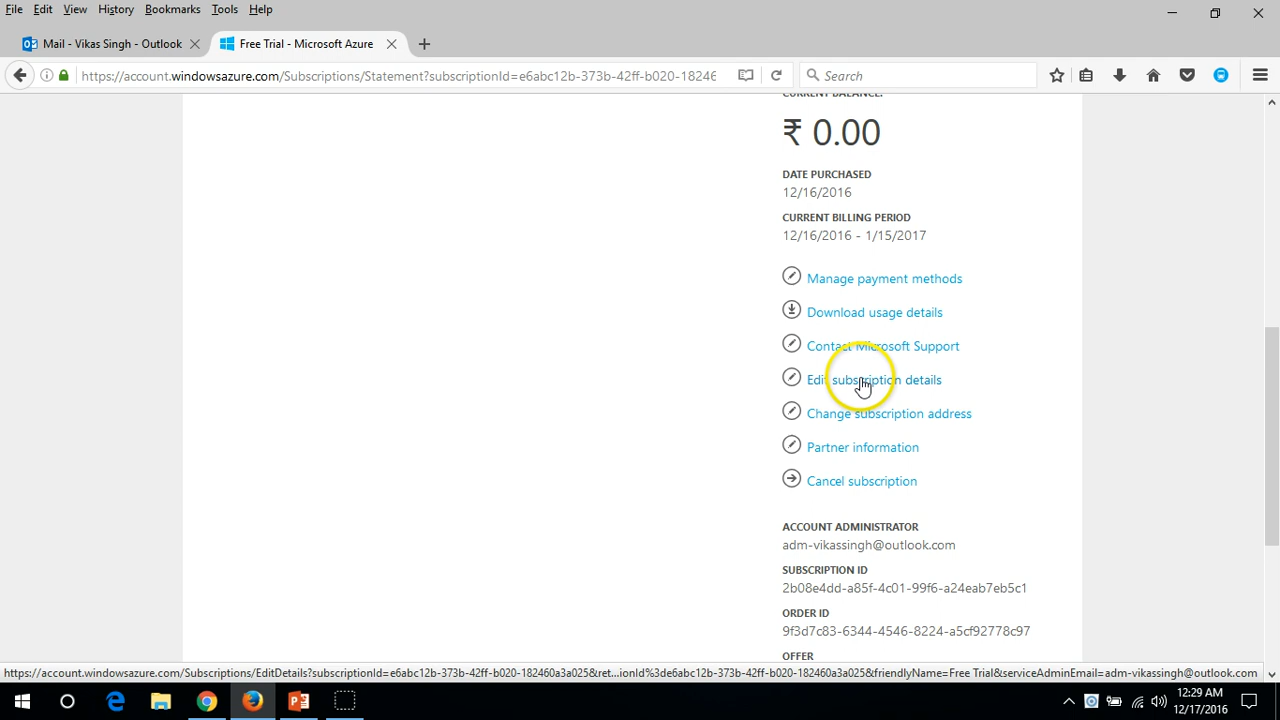 File Edit View History Bookmarks Tools Help
Mail - Vikas Singh - Outlook
Free Trial - Microsoft Azure
https://account.windowsazure.com/Subscriptions/Statement?subscriptionId=e6abc12b-373b-42ff-b020-18246
Search
CURRENT BALANCE:
₹ 0.00
DATE PURCHASED
12/16/2016
CURRENT BILLING PERIOD
12/16/2016 - 1/15/2017
Manage payment methods
Download usage details
Contact Microsoft Support
Edit subscription details
Change subscription address
Partner information
Cancel subscription
ACCOUNT ADMINISTRATOR
adm-vikassingh@outlook.com
SUBSCRIPTION ID
2b08e4dd-a85f-4c01-99f6-a24eab7eb5c1
ORDER ID
9f3d7c83-6344-4546-8224-a5cf92778c97
OFFER
https://account.windowsazure.com/Subscriptions/EditDetails?subscriptionId=e6abc12b-373b-42ff-b020-182460a3a025&ret...ionId%3de6abc12b-373b-42ff-b020-182460a3a025&friendlyName=Free Trial&serviceAdminEmail=adm-vikassingh@outlook.com
12:29 AM
12/17/2016